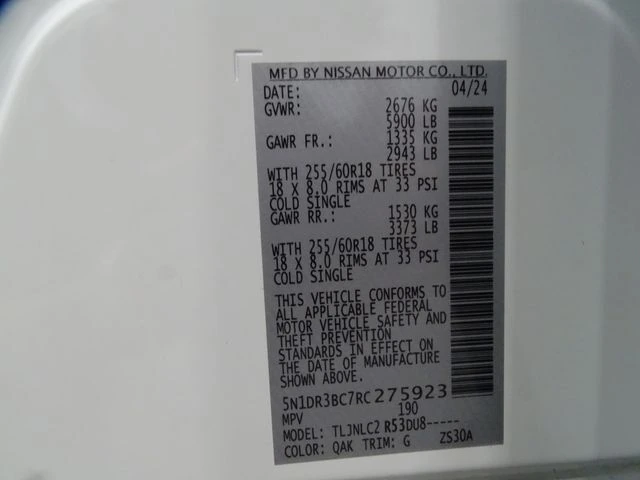 MFD BY NISSAN MOTOR CO., LTD.
DATE: 04/24
GVWR: 2676 KG
5900 LB
GAWR FR.: 1335 KG
2943 LB
WITH 255/60R18 TIRES
18 X 8.0 RIMS AT 33 PSI
COLD SINGLE
GAWR RR.: 1530 KG
3373 LB
WITH 255/60R18 TIRES
18 X 8.0 RIMS AT 33 PSI
COLD SINGLE
THIS VEHICLE CONFORMS TO
ALL APPLICABLE FEDERAL
MOTOR VEHICLE SAFETY AND
THEFT PREVENTION
STANDARDS IN EFFECT ON
THE DATE OF MANUFACTURE
SHOWN ABOVE.
5N1DR3BC7RC275923
MPV 190
MODEL: TLJNLC2 R53DU8-----
COLOR: QAK TRIM: G ZS30A